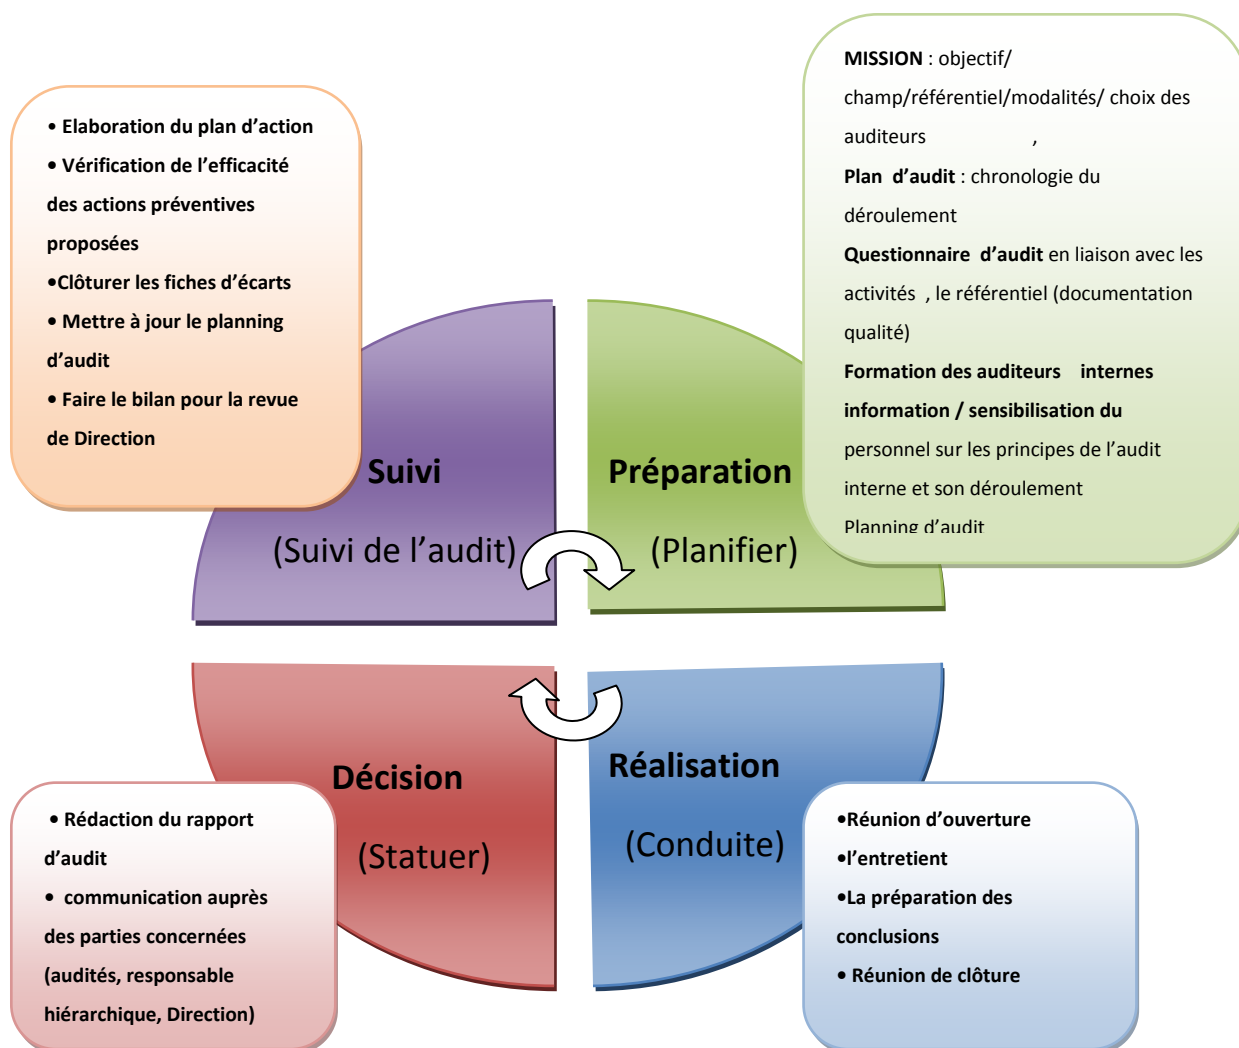 MISSION : objectif/
champ/référentiel/modalités/ choix des
auditeurs ,
Plan d’audit : chronologie du
déroulement
Questionnaire d’audit en liaison avec les
activités , le référentiel (documentation
qualité)
Formation des auditeurs internes
information / sensibilisation du
personnel sur les principes de l’audit
interne et son déroulement
Planning d’audit
• Elaboration du plan d’action
• Vérification de l’efficacité
des actions préventives
proposées
•Clôturer les fiches d’écarts
• Mettre à jour le planning
d’audit
• Faire le bilan pour la revue
de Direction
Suivi
(Suivi de l’audit)
Préparation
(Planifier)
Décision
(Statuer)
Réalisation
(Conduite)
• Rédaction du rapport
d’audit
• communication auprès
des parties concernées
(audités, responsable
hiérarchique, Direction)
•Réunion d’ouverture
•l’entretient
•La préparation des
conclusions
• Réunion de clôture